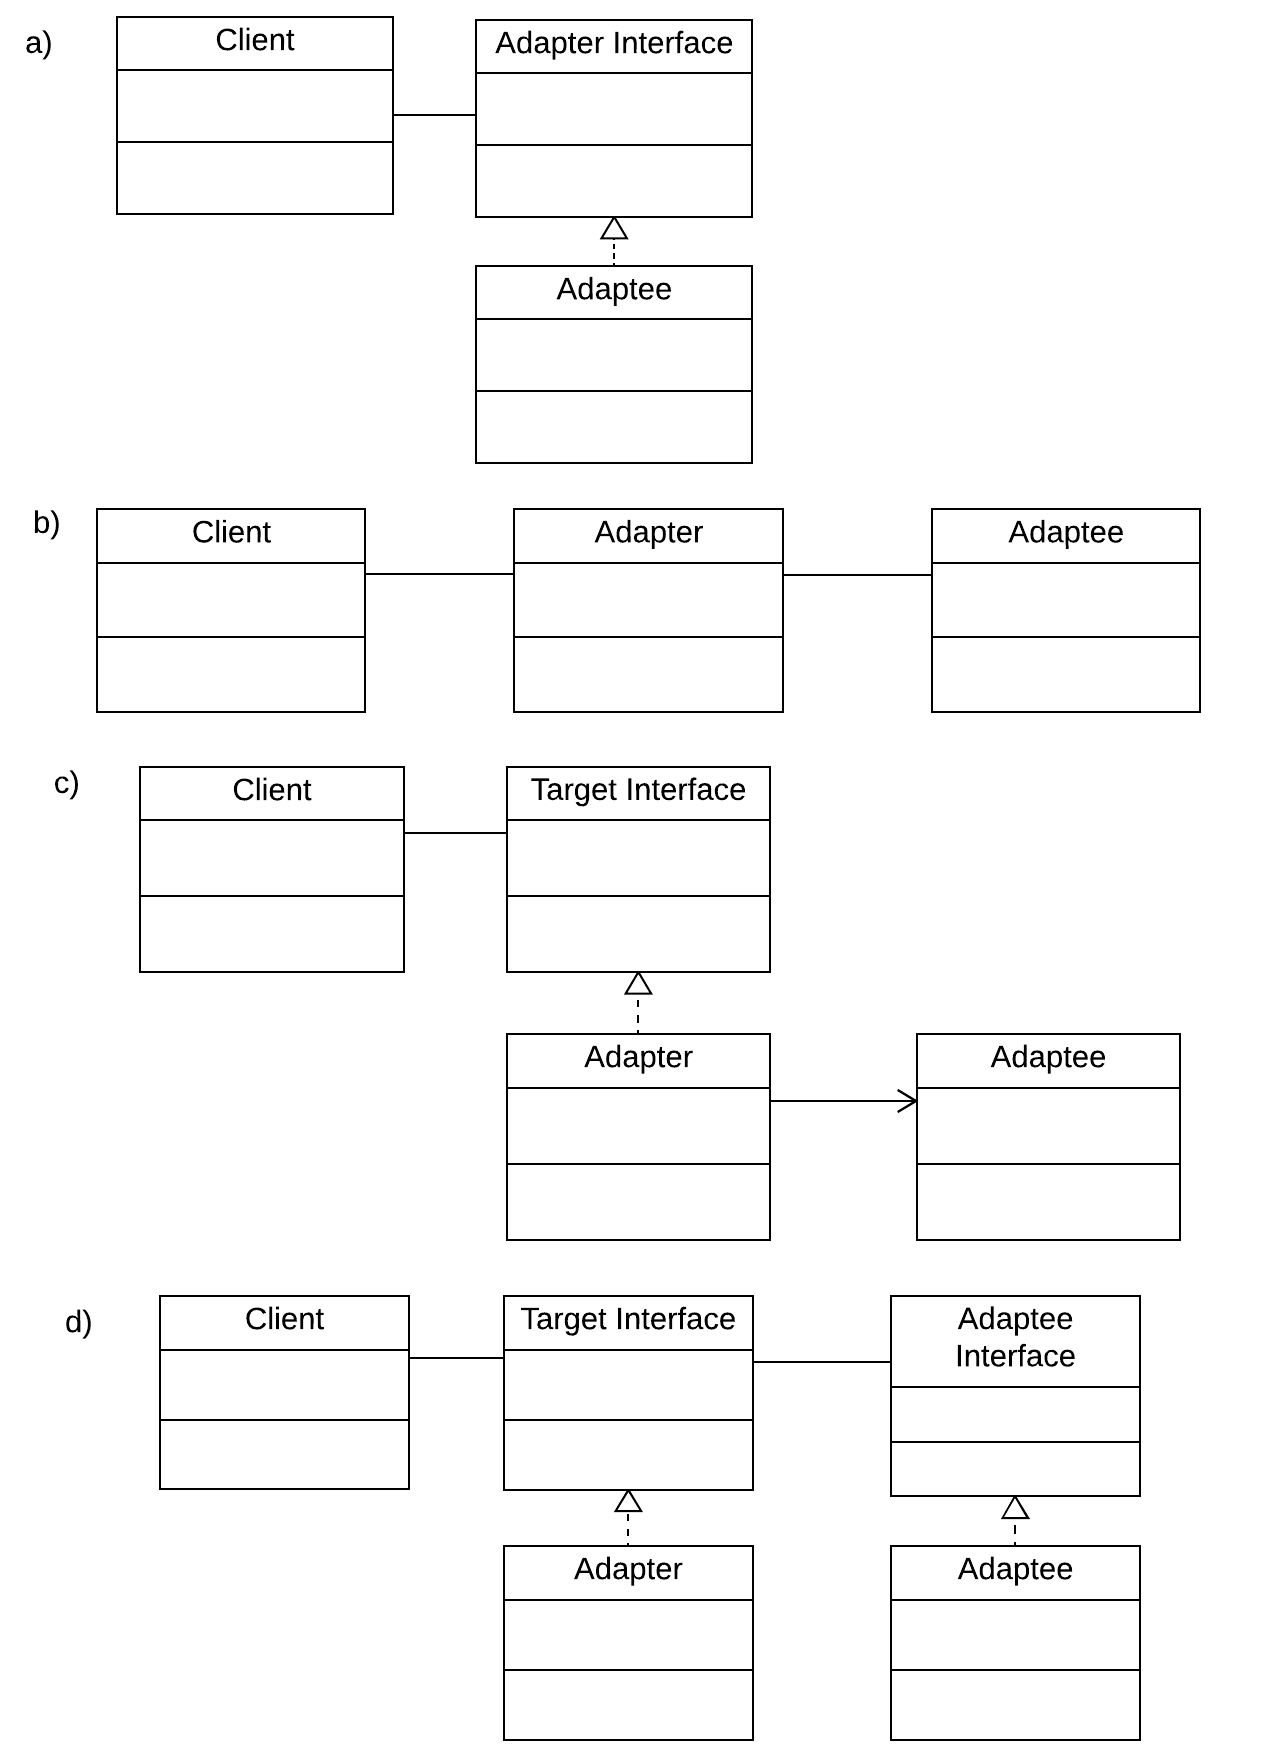 a)
Client
Adapter Interface
Adaptee
b)
Client
Adapter
Adaptee
c)
Client
Target Interface
Adapter
Adaptee
d)
Client
Target Interface
Adaptee
Interface
Adapter
Adaptee